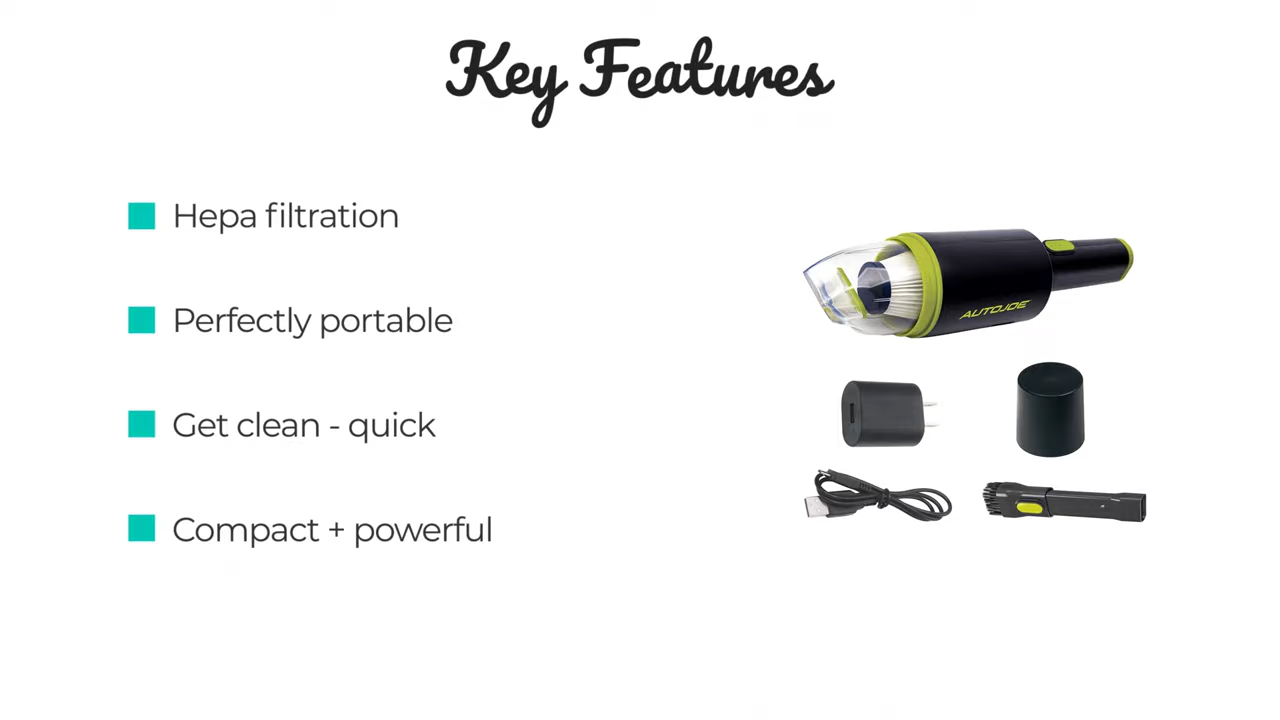 Key Features
Hepa filtration
Perfectly portable
Get clean - quick
Compact + powerful
AUTOJOE